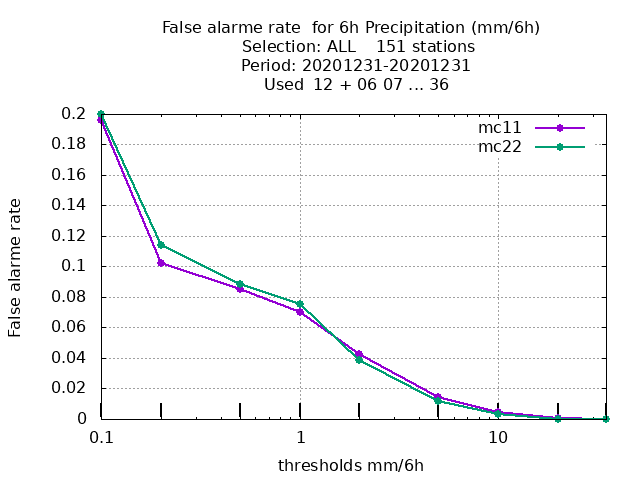 False alarme rate  for 6h Precipitation (mm/6h)
Selection: ALL    151 stations
Period: 20201231-20201231
Used  12 + 06 07 ... 36
mc11
mc22
0.2
0.18
0.16
0.14
0.12
0.1
0.08
0.06
0.04
0.02
0
False alarme rate
0.1 1 10
thresholds mm/6h